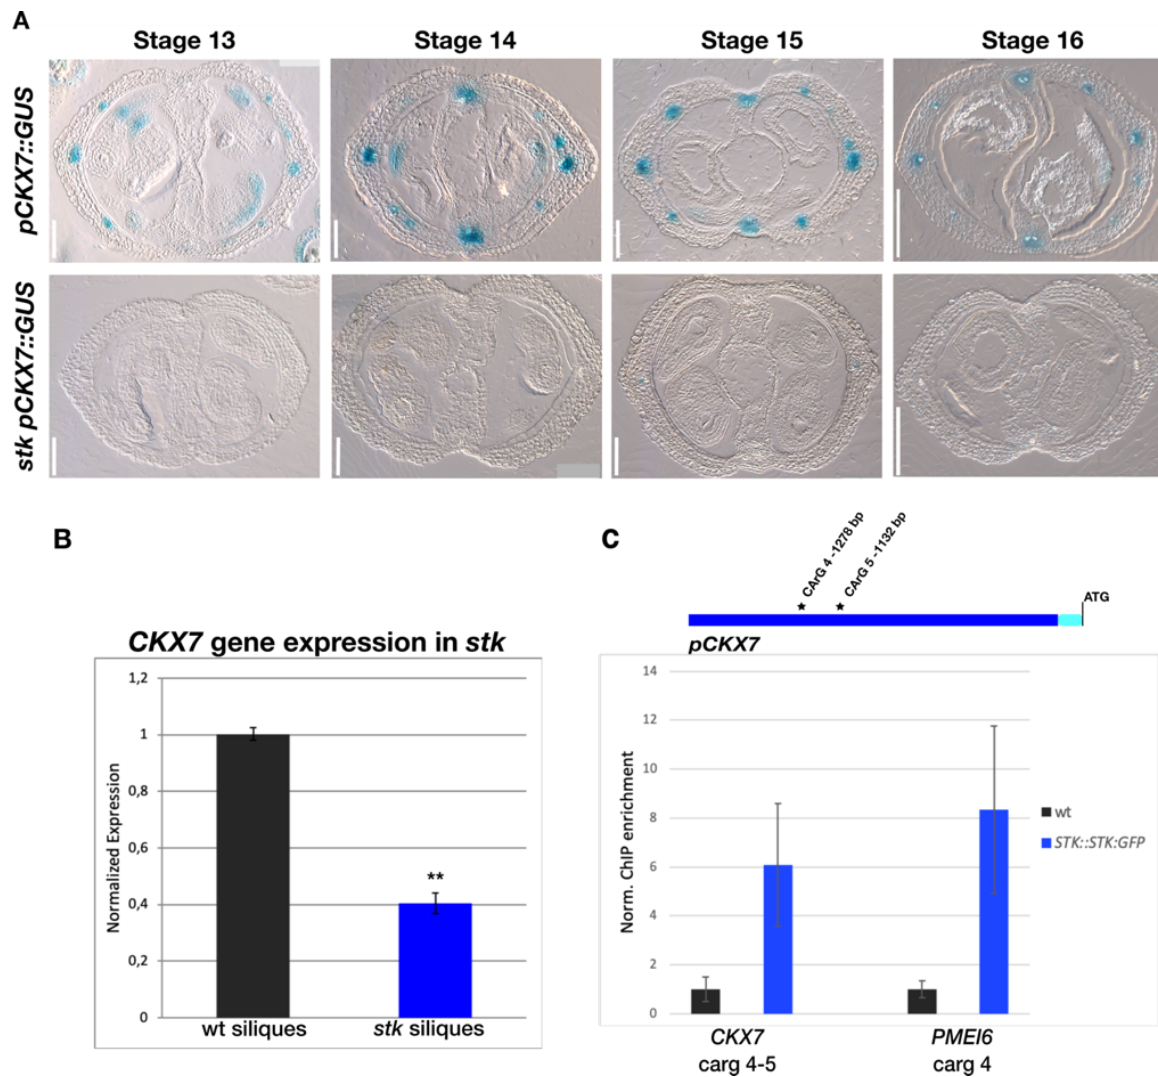 A
Stage 13
Stage 14
Stage 15
Stage 16
pCKX7::GUS
stk pCKX7::GUS
B
CKX7 gene expression in stk
Normalized Expression
1,2
1
0,8
0,6
0,4
0,2
0
**
wt siliques
stk siliques
C
CArG 4 -1278 bp
CArG 5 -1132 bp
ATG
pCKX7
Norm. ChIP enrichment
14
12
10
8
6
4
2
0
wt
STK::STK:GFP
CKX7
carg 4-5
PMEI6
carg 4